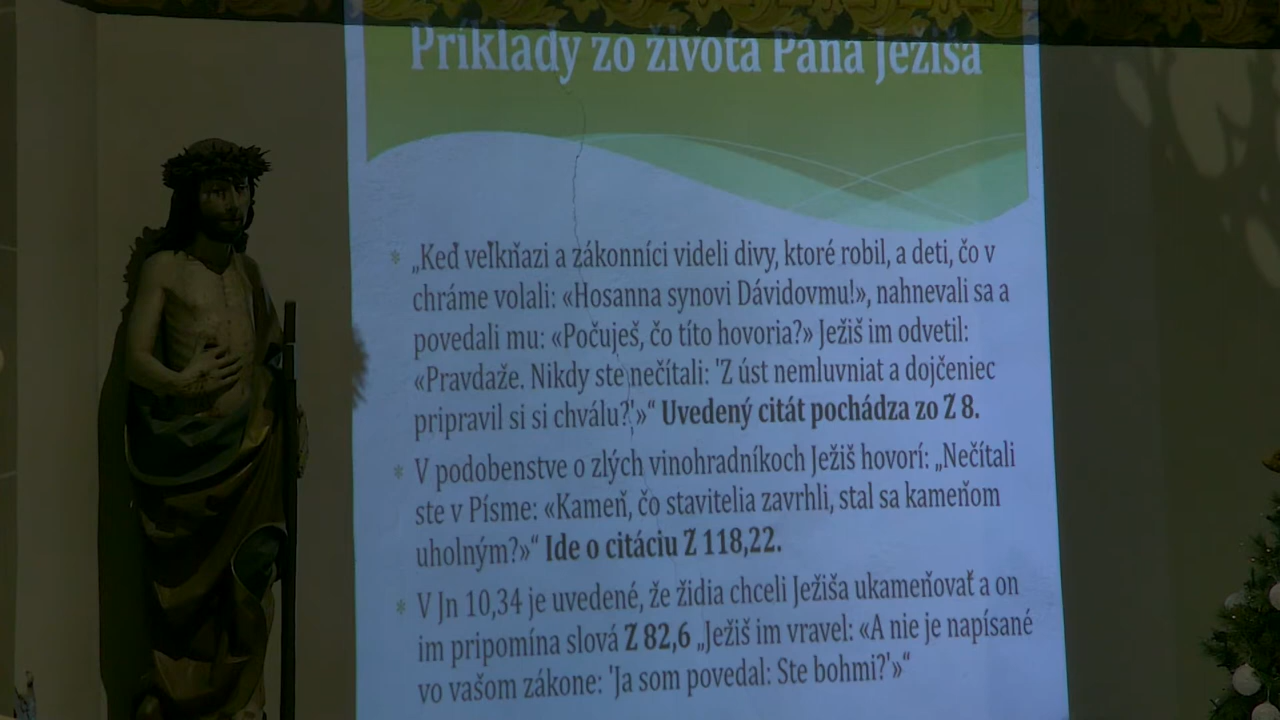 Príklady zo života Pána Ježiša
„Keď veľkňazi a zákonníci videli divy, ktoré robil, a deti, čo v
chráme volali: «Hosanna synovi Dávidovmu!», nahnevali sa a
povedali mu: «Počuješ, čo títo hovoria?» Ježiš im odvetil:
«Pravdaže. Nikdy ste nečítali: 'Z úst nemluvniat a dojčeniec
pripravil si si chválu?'»“ Uvedený citát pochádza zo Ž 8.
V podobenstve o zlých vinohradníkoch Ježiš hovorí: „Nečítali
ste v Písme: «Kameň, čo stavitelia zavrhli, stal sa kameňom
uholným?»“ Ide o citáciu Ž 118,22.
V Jn 10,34 je uvedené, že židia chceli Ježiša ukameňovať a on
im pripomína slová Ž 82,6 „Ježiš im vravel: «A nie je napísané
vo vašom zákone: 'Ja som povedal: Ste bohmi?'»“